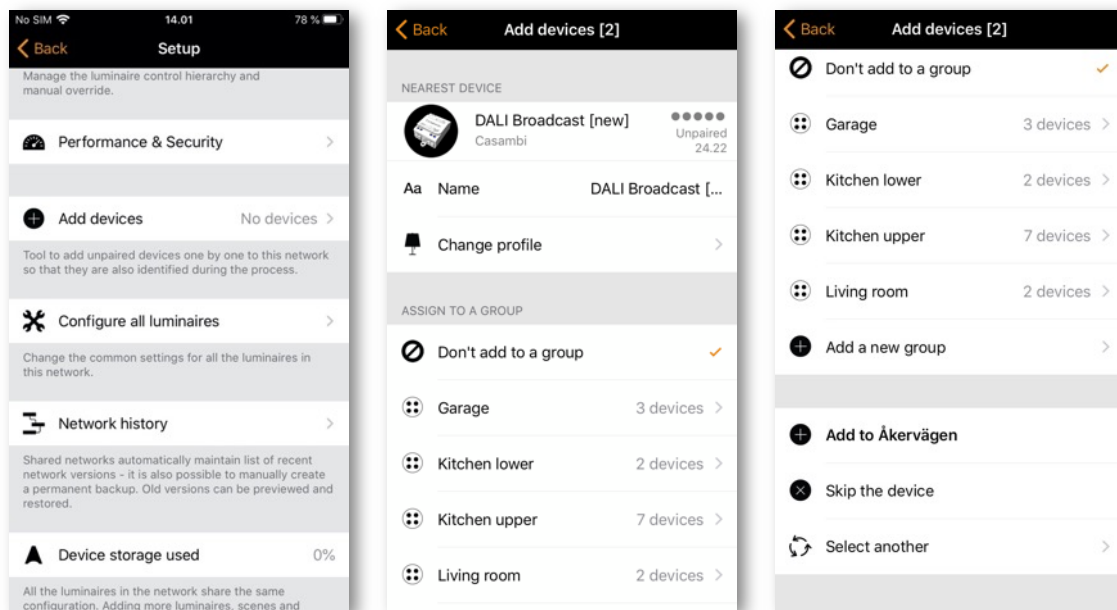 No SIM 14.01 78 %
Back Setup
Manage the luminaire control hierarchy and
manual override.
Performance & Security
Add devices No devices
Tool to add unpaired devices one by one to this network
so that they are also identified during the process.
Configure all luminaires
Change the common settings for all the luminaires in
this network.
Network history
Shared networks automatically maintain list of recent
network versions - it is also possible to manually create
a permanent backup. Old versions can be previewed and
restored.
Device storage used 0%
All the luminaires in the network share the same
configuration. Adding more luminaires, scenes and
Back Add devices [2]
NEAREST DEVICE
DALI Broadcast [new]
Casambi
Unpaired
24.22
Aa Name DALI Broadcast [...
Change profile
ASSIGN TO A GROUP
Don't add to a group
Garage 3 devices
Kitchen lower 2 devices
Kitchen upper 7 devices
Living room 2 devices
Back Add devices [2]
Don't add to a group
Garage 3 devices
Kitchen lower 2 devices
Kitchen upper 7 devices
Living room 2 devices
Add a new group
Add to Åkervägen
Skip the device
Select another